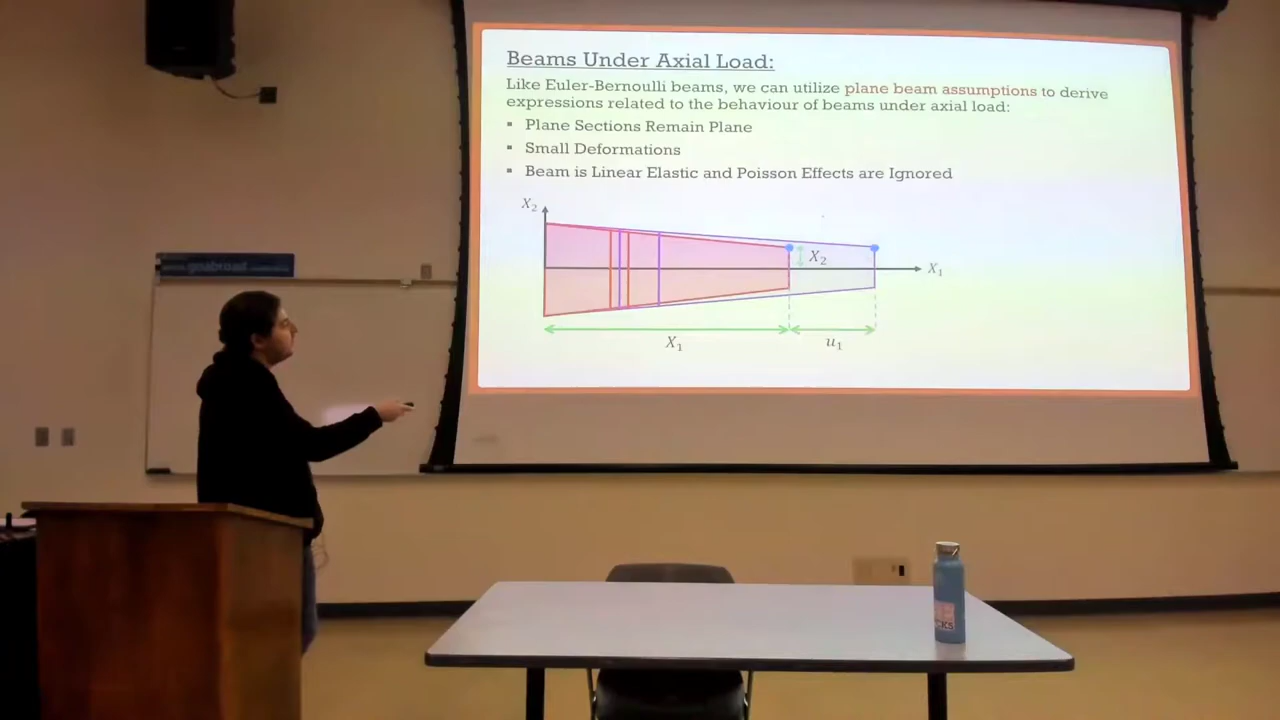 Beams Under Axial Load:
Like Euler-Bernoulli beams, we can utilize plane beam assumptions to derive
expressions related to the behaviour of beams under axial load:
▪ Plane Sections Remain Plane
▪ Small Deformations
▪ Beam is Linear Elastic and Poisson Effects are Ignored
X₂
X₂
X₁
X₁
u₁